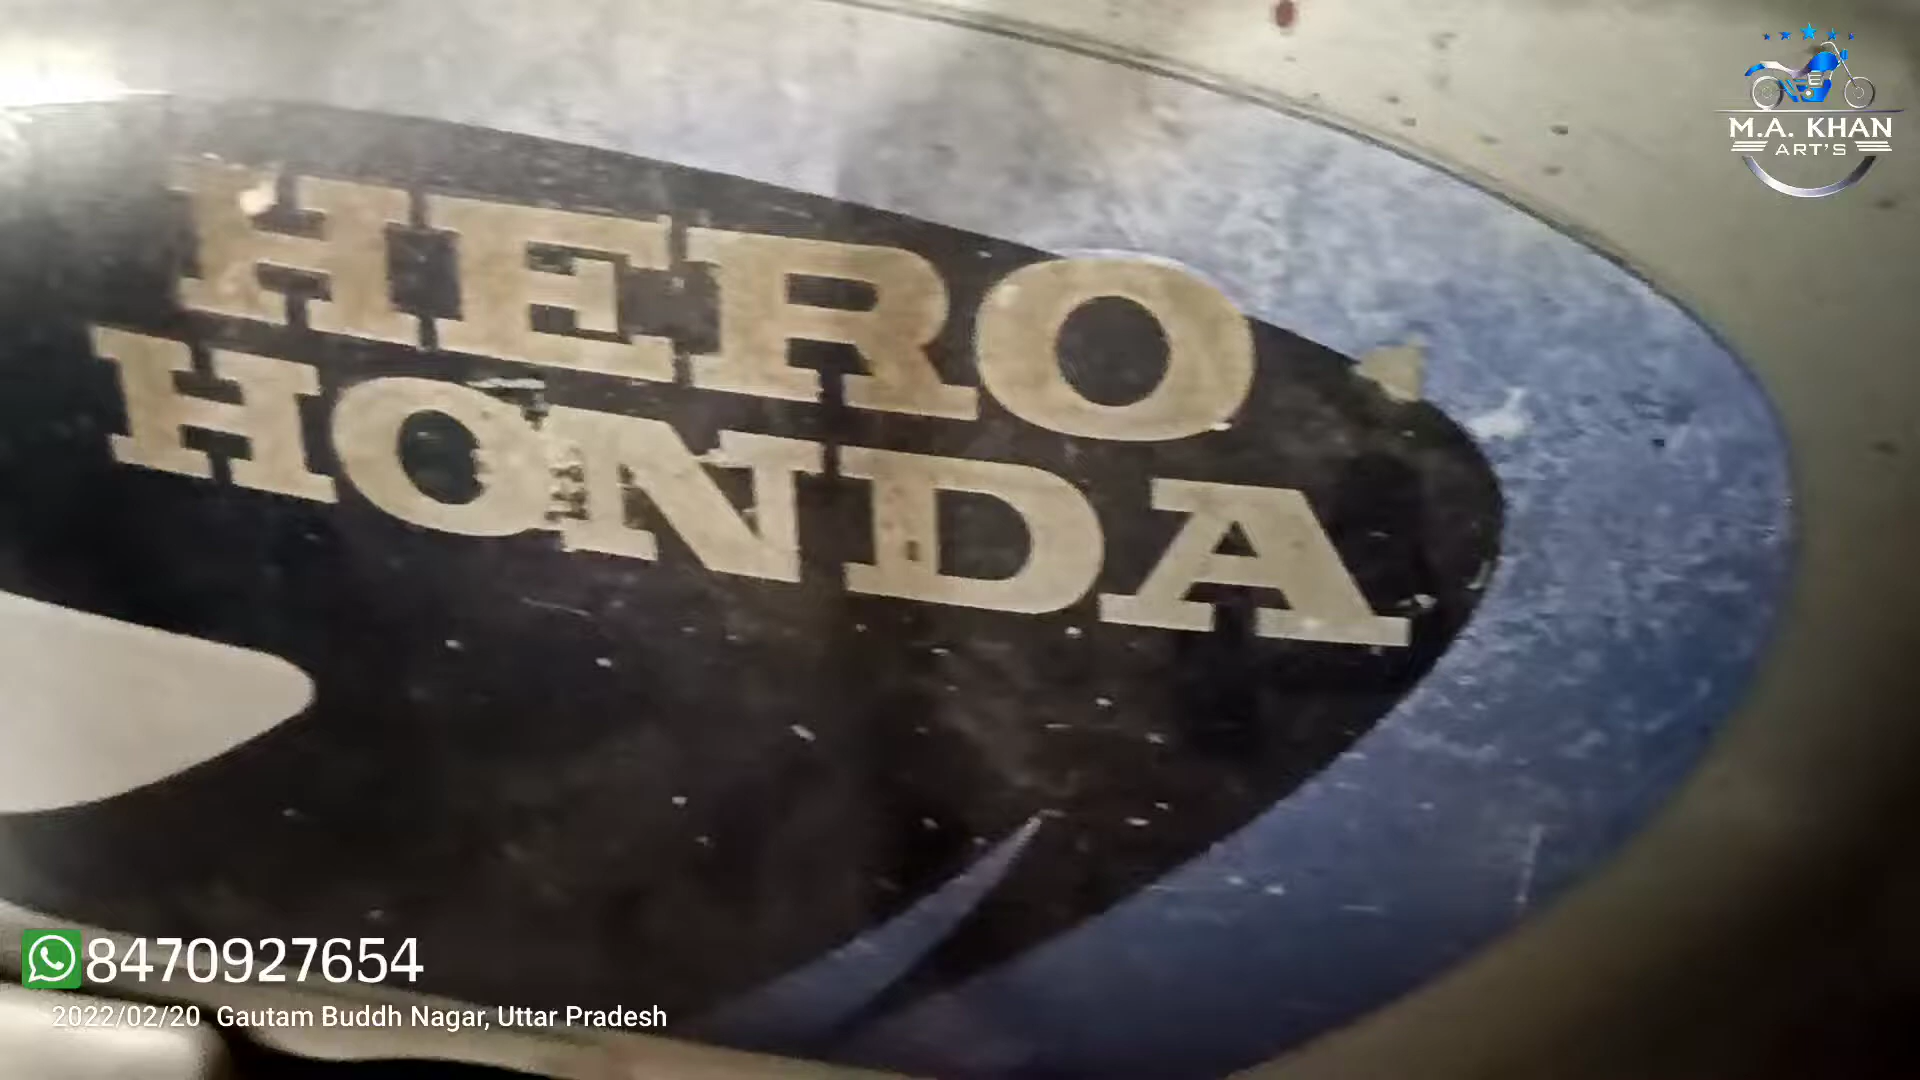 M.A. KHAN
ART'S
HERO
HONDA
8470927654
2022/02/20 Gautam Buddh Nagar, Uttar Pradesh